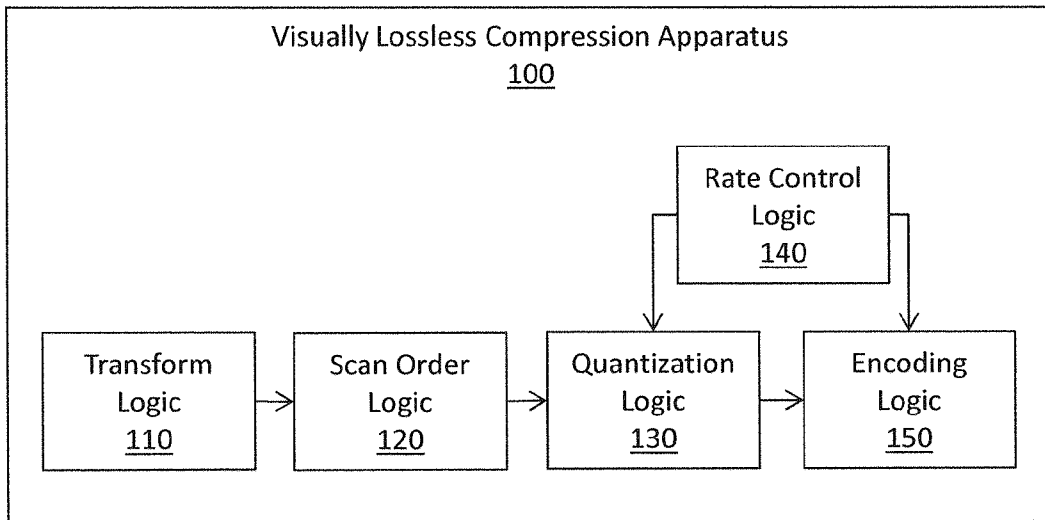 Visually Lossless Compression Apparatus
100
Rate Control
Logic
140
Transform
Logic
110
Scan Order
Logic
120
Quantization
Logic
130
Encoding
Logic
150